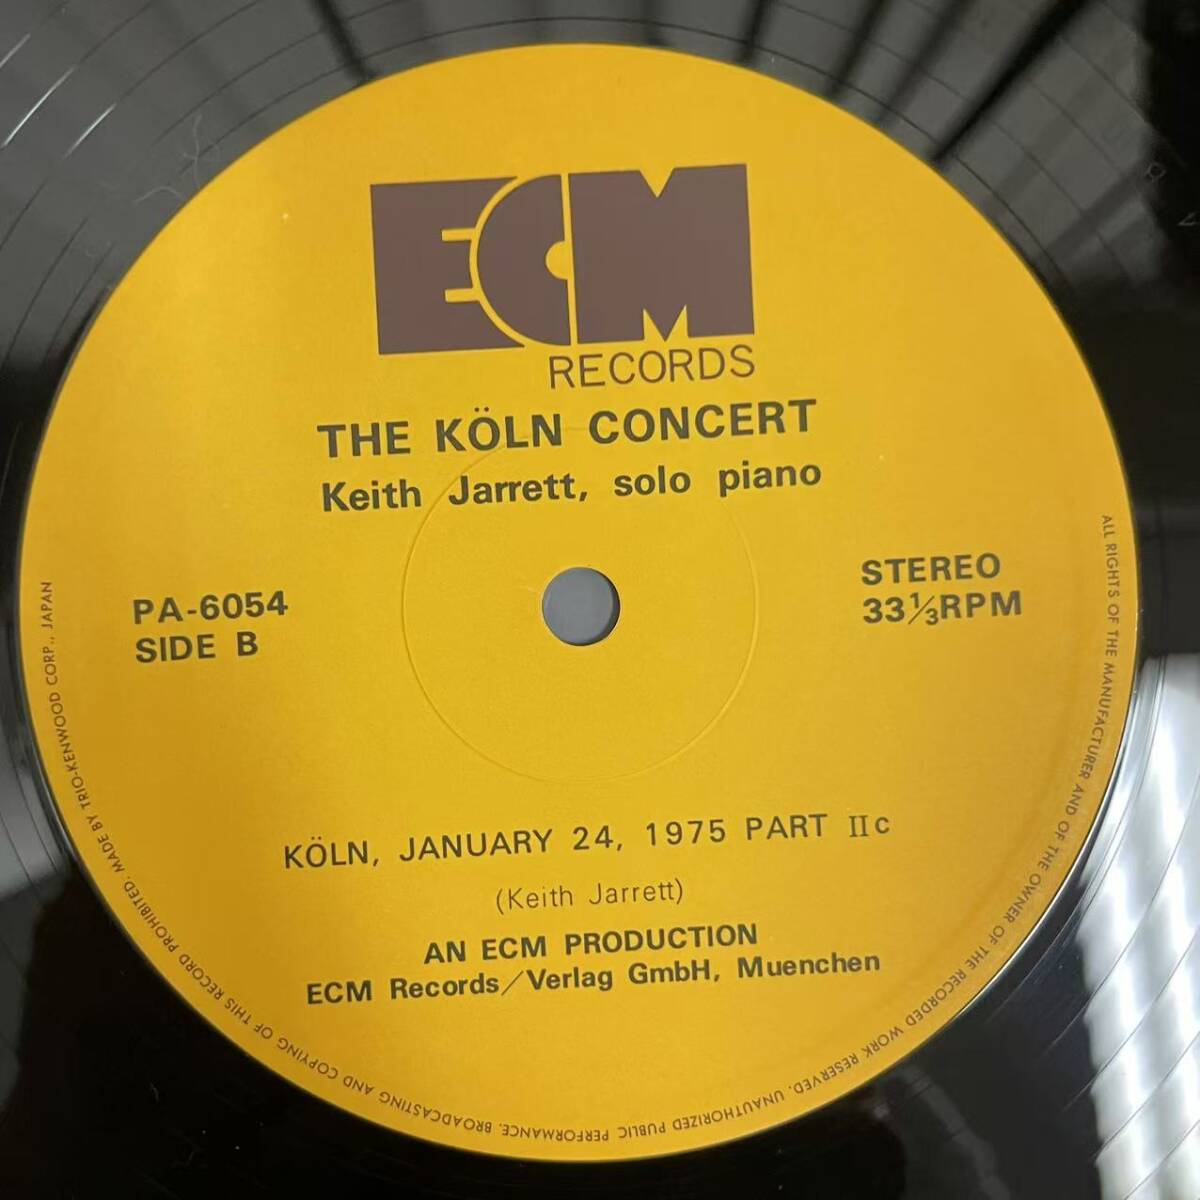 ECM
RECORDS
THE KÖLN CONCERT
Keith Jarrett, solo piano
PA-6054
SIDE B
STEREO
33⅓RPM
KÖLN, JANUARY 24, 1975 PART IIc
(Keith Jarrett)
AN ECM PRODUCTION
ECM Records/Verlag GmbH, Muenchen
ALL RIGHTS OF THE MANUFACTURER AND OF THE OWNER OF THE RECORDED WORK RESERVED. UNAUTHORIZED PUBLIC PERFORMANCE. BROADCASTING AND COPYING OF THIS RECORD PROHIBITED. MADE BY TRIO-KENWOOD CORP., JAPAN